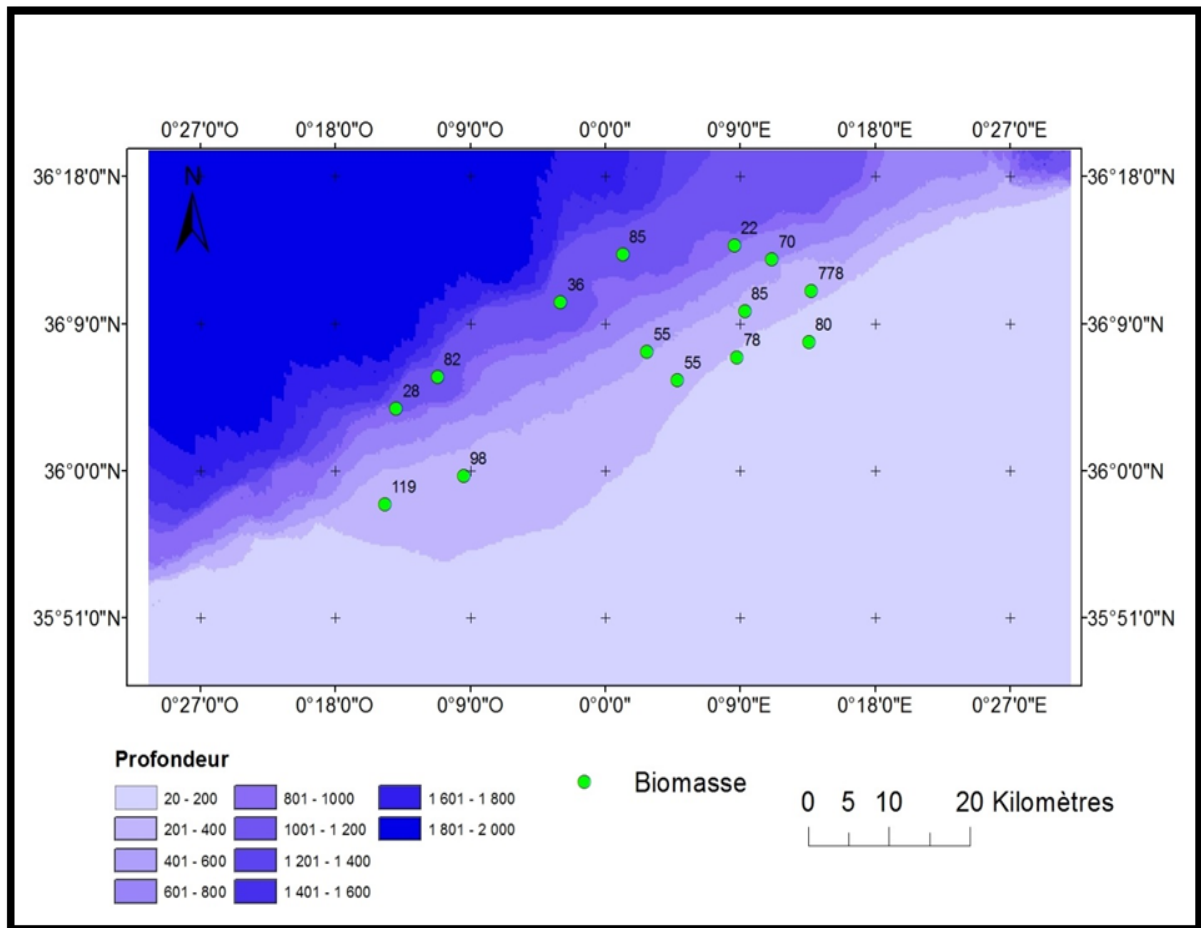 0°27'0"O 0°18'0"O 0°9'0"O 0°0'0" 0°9'0"E 0°18'0"E 0°27'0"E
N
36°18'0"N 36°18'0"N
22
85
70
778
36
85
36°9'0"N 36°9'0"N
80
55
78
82
55
28
98
36°0'0"N 36°0'0"N
119
35°51'0"N 35°51'0"N
0°27'0"O 0°18'0"O 0°9'0"O 0°0'0" 0°9'0"E 0°18'0"E 0°27'0"E
Profondeur
20 - 200
201 - 400
401 - 600
601 - 800
801 - 1000
1001 - 1 200
1 201 - 1 400
1 401 - 1 600
1 601 - 1 800
1 801 - 2 000
Biomasse
0 5 10 20 Kilomètres